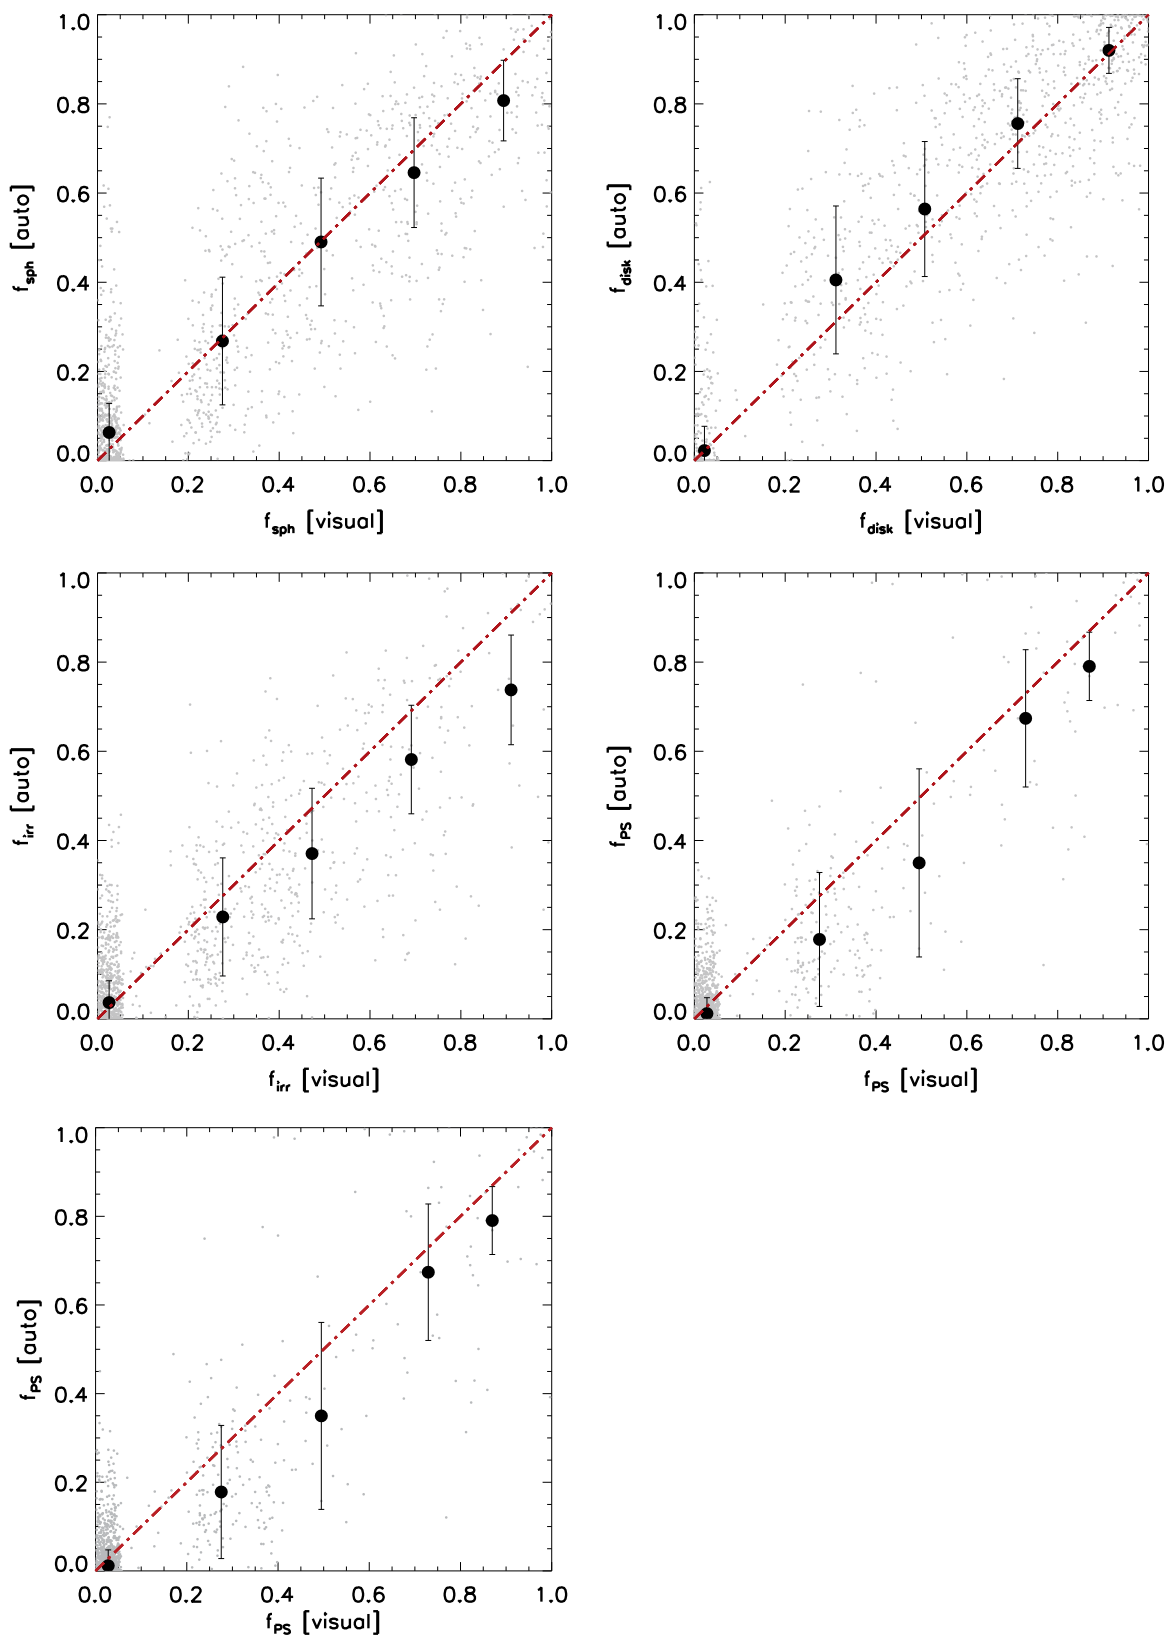 1.0
0.8
0.6
0.4
0.2
0.0
f_sph [auto]
0.0 0.2 0.4 0.6 0.8 1.0
f_sph [visual]
1.0
0.8
0.6
0.4
0.2
0.0
f_disk [auto]
0.0 0.2 0.4 0.6 0.8 1.0
f_disk [visual]
1.0
0.8
0.6
0.4
0.2
0.0
f_irr [auto]
0.0 0.2 0.4 0.6 0.8 1.0
f_irr [visual]
1.0
0.8
0.6
0.4
0.2
0.0
f_PS [auto]
0.0 0.2 0.4 0.6 0.8 1.0
f_PS [visual]
1.0
0.8
0.6
0.4
0.2
0.0
f_PS [auto]
0.0 0.2 0.4 0.6 0.8 1.0
f_PS [visual]